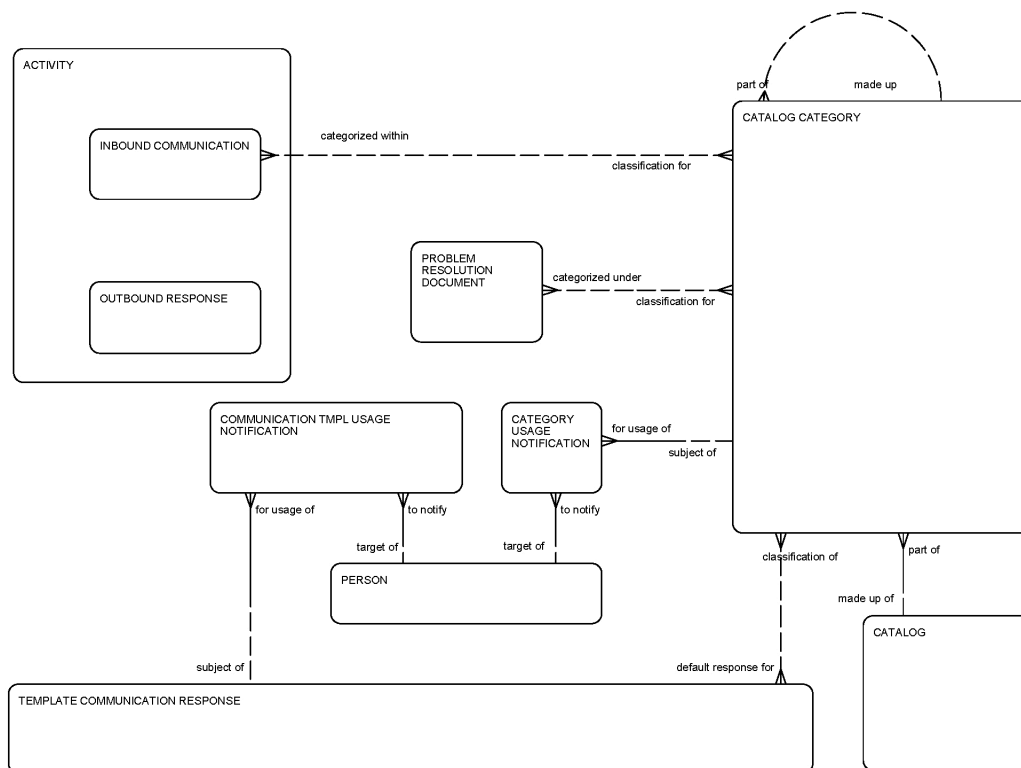 part of
made up
ACTIVITY
CATALOG CATEGORY
INBOUND COMMUNICATION
categorized within
classification for
PROBLEM
RESOLUTION
DOCUMENT
categorized under
classification for
OUTBOUND RESPONSE
COMMUNICATION TMPL USAGE
NOTIFICATION
CATEGORY
USAGE
NOTIFICATION
for usage of
subject of
for usage of
to notify
to notify
target of
target of
PERSON
classification of
part of
made up of
CATALOG
subject of
default response for
TEMPLATE COMMUNICATION RESPONSE